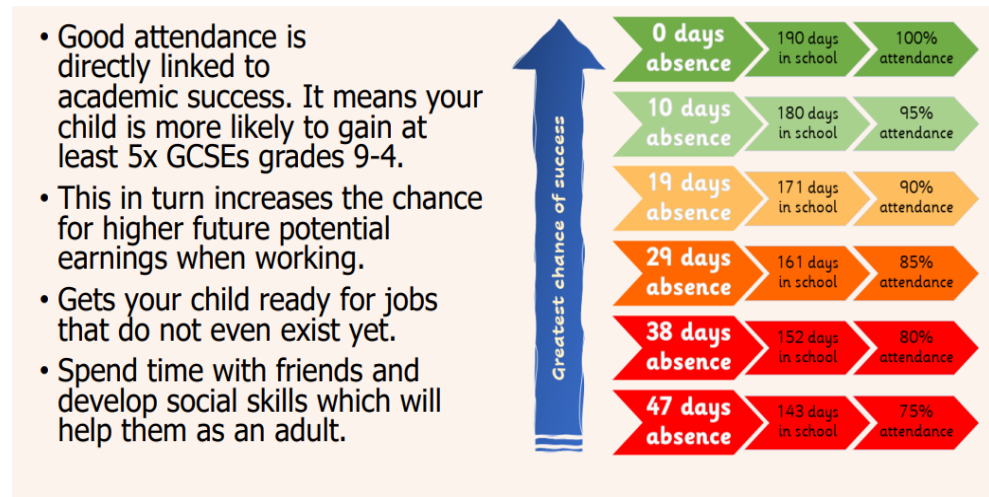 • Good attendance is
directly linked to
academic success. It means your
child is more likely to gain at
least 5x GCSEs grades 9-4.
• This in turn increases the chance
for higher future potential
earnings when working.
• Gets your child ready for jobs
that do not even exist yet.
• Spend time with friends and
develop social skills which will
help them as an adult.
Greatest chance of success
0 days
absence
190 days
in school
100%
attendance
10 days
absence
180 days
in school
95%
attendance
19 days
absence
171 days
in school
90%
attendance
29 days
absence
161 days
in school
85%
attendance
38 days
absence
152 days
in school
80%
attendance
47 days
absence
143 days
in school
75%
attendance